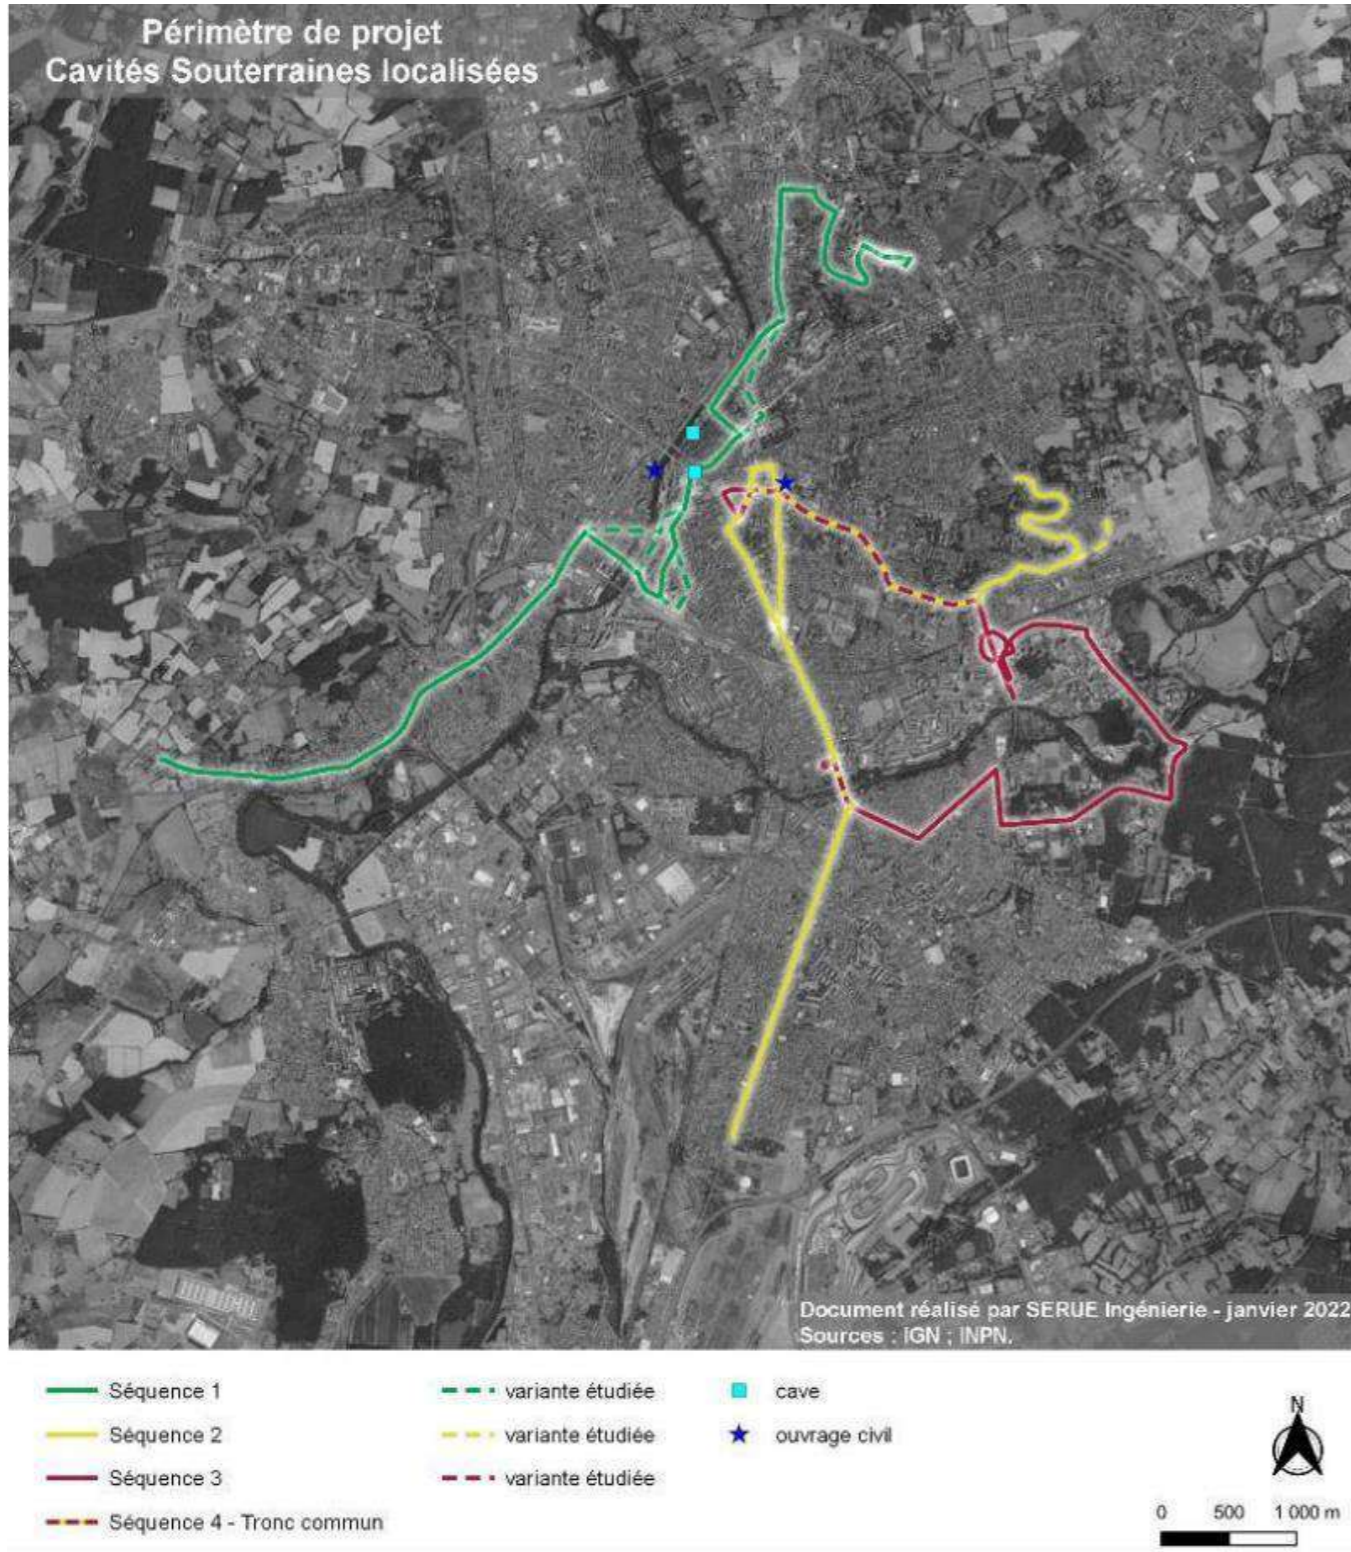 Périmètre de projet
Cavités Souterraines localisées
Document réalisé par SERUE Ingénierie - janvier 2022
Sources : IGN ; INPN.
Séquence 1
variante étudiée
cave
Séquence 2
variante étudiée
ouvrage civil
Séquence 3
variante étudiée
Séquence 4 - Tronc commun
N
0 500 1 000 m